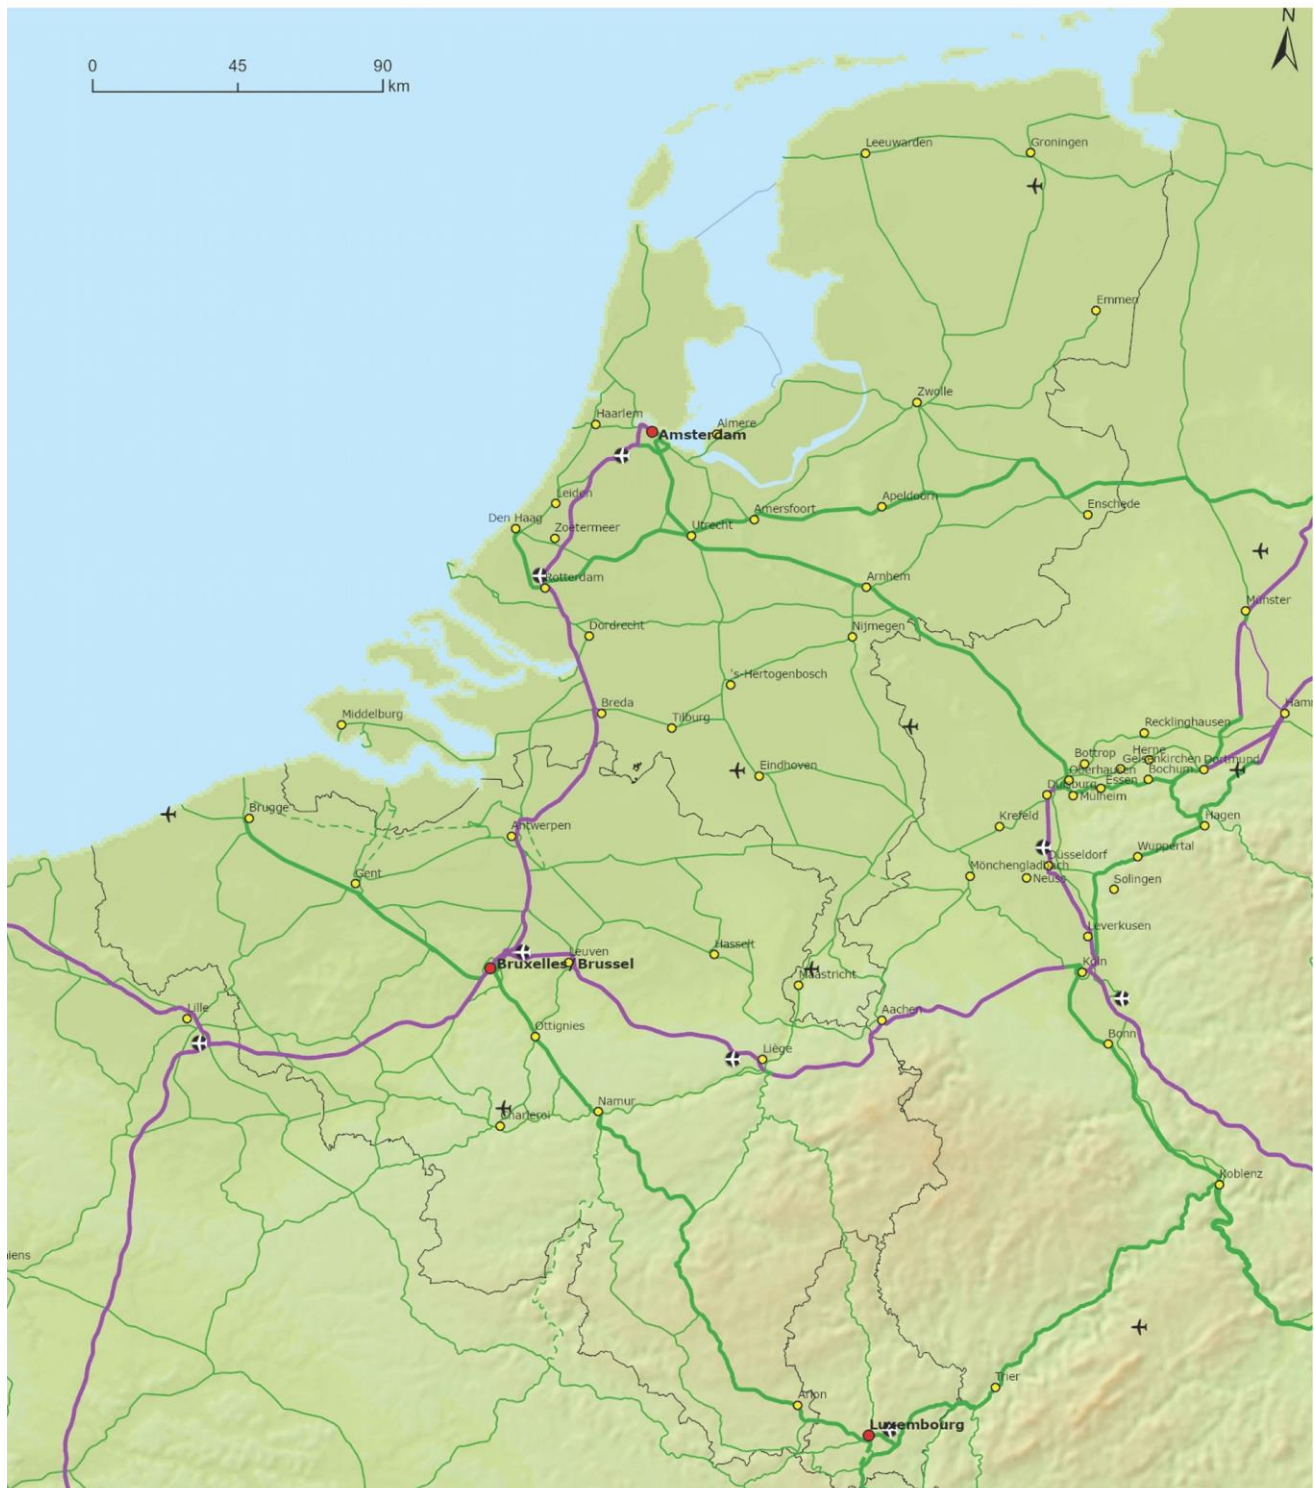 N
0 45 90
km
Leeuwarden
Groningen
Emmen
Zwolle
Haarlem
Almere
Amsterdam
Leiden
Apeldoorn
Enschede
Den Haag
Zoetermeer
Utrecht
Amersfoort
Rotterdam
Arnhem
Münster
Dordrecht
Nijmegen
's-Hertogenbosch
Breda
Tilburg
Middelburg
Ham
Recklinghausen
Eindhoven
Bottrop
Herne
Gelsenkirchen
Dortmund
Oberhausen
Essen
Bochum
Duisburg
Mülheim
Brugge
Antwerpen
Krefeld
Hagen
Wuppertal
Düsseldorf
Mönchengladbach
Neuss
Solingen
Gent
Leverkusen
Hasselt
Leuven
Bruxelles/Brussel
Maastricht
Köln
Lille
Aachen
Ottignies
Liège
Bonn
Namur
Charleroi
Koblenz
iens
Trier
Arlon
Luxembourg